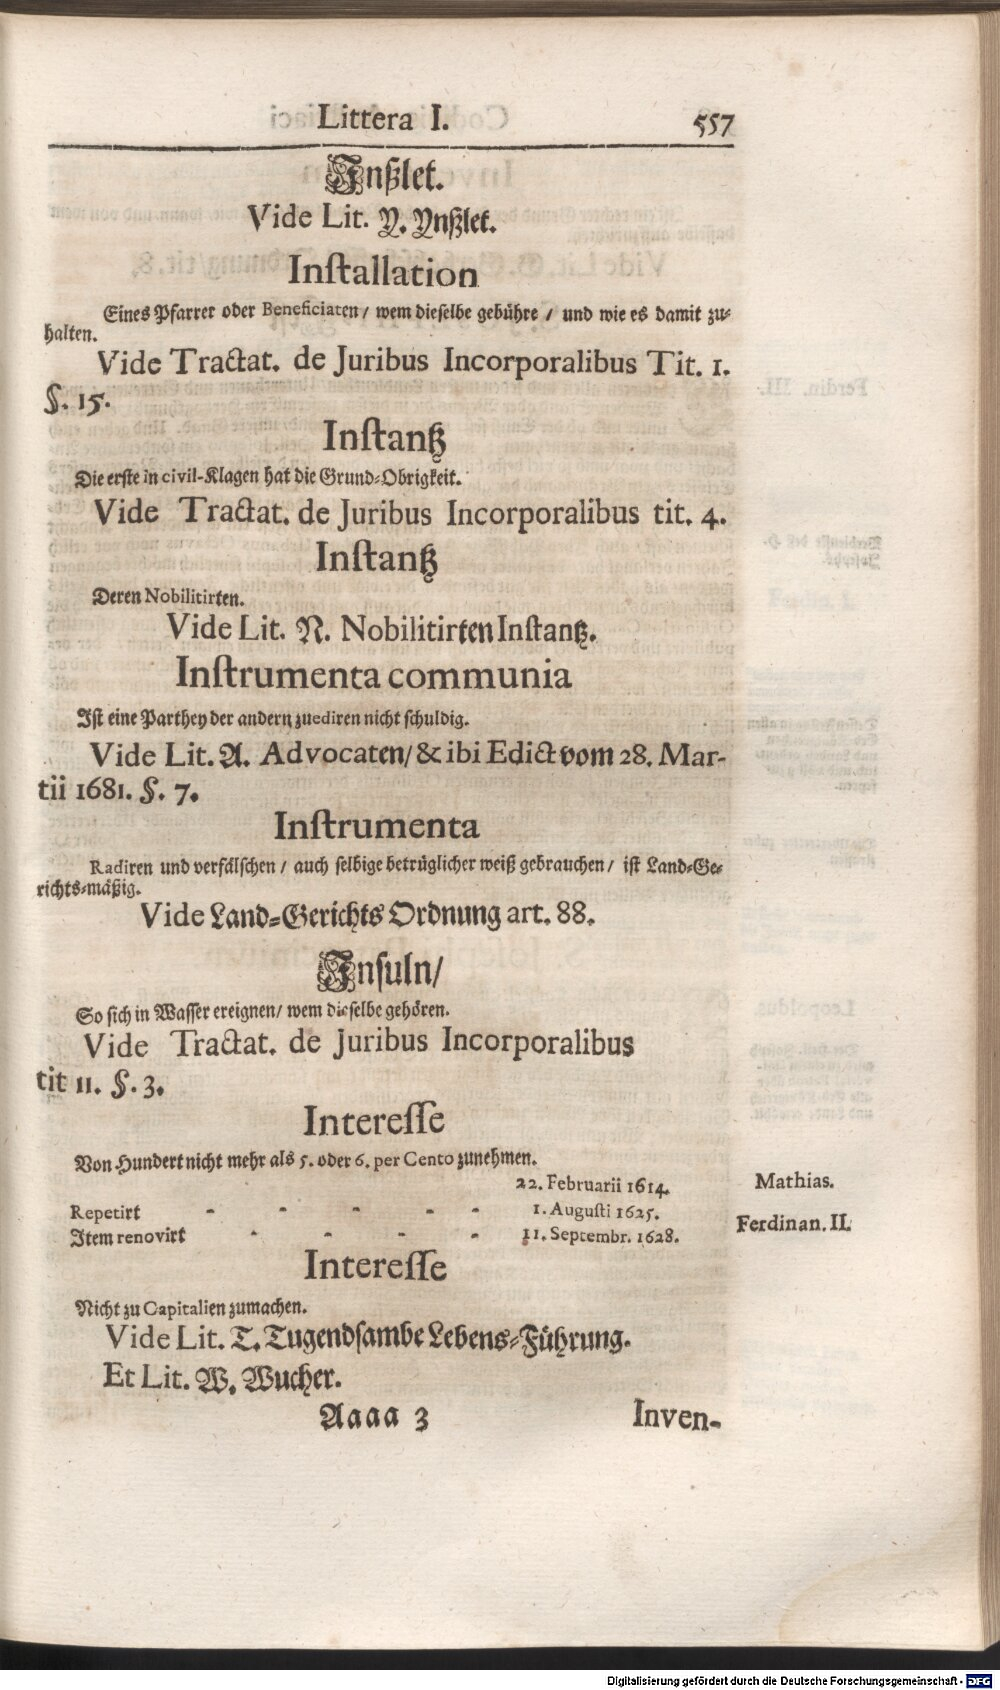 Littera I. 557
Jnßlet.
Vide Lit. Y. Ynßlet.
Installation
Eines Pfarrer oder Beneficiaten / wem dieselbe gebühre / und wie es damit zu-
halten.
Vide Tractat. de Juribus Incorporalibus Tit. 1.
§. 15.
Instantz
Die erste in civil-Klagen hat die Grund-Obrigkeit.
Vide Tractat. de Juribus Incorporalibus tit. 4.
Instantz
Deren Nobilitirten.
Vide Lit. N. Nobilitirten Instantz.
Instrumenta communia
Ist eine Parthey der andern zu ediren nicht schuldig.
Vide Lit. A. Advocaten / & ibi Edict vom 28. Mar-
tii 1681. §. 7.
Instrumenta
Radiren und verfälschen / auch selbige betrüglicher weiß gebrauchen / ist Land-Ge-
richts-mäßig.
Vide Land-Gerichts Ordnung art. 88.
Jnsuln /
So sich in Wasser ereignen / wem dieselbe gehören.
Vide Tractat. de Juribus Incorporalibus
tit 11. §. 3.
Interesse
Von Hundert nicht mehr als 5. oder 6. per Cento zunehmen.
22. Februarii 1614. Mathias.
Repetirt - - - - - 1. Augusti 1625. Ferdinan. II.
Item renovirt - - - - 11. Septembr. 1628.
Interesse
Nicht zu Capitalien zumachen.
Vide Lit. T. Tugendsambe Lebens-Führung.
Et Lit. W. Wucher.
Aaaa 3 Inven-
Digitalisierung gefördert durch die Deutsche Forschungsgemeinschaft - DFG